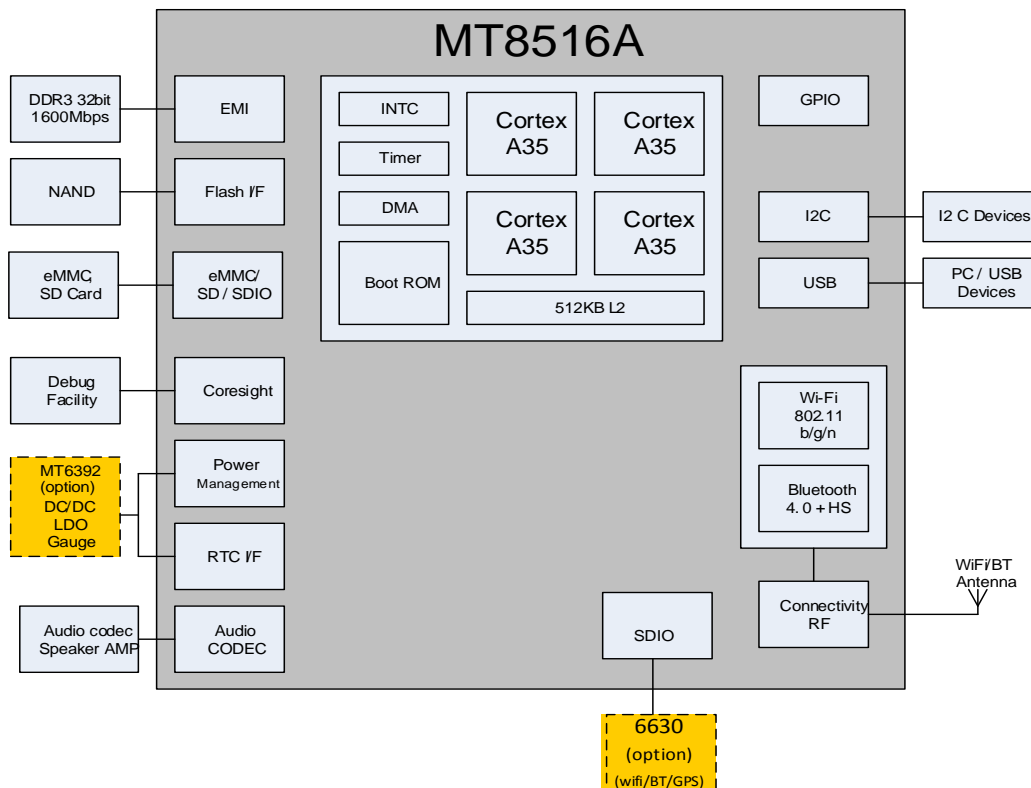 MT8516A
DDR3 32bit
1600Mbps
EMI
NAND
Flash I/F
eMMC,
SD Card
eMMC/
SD / SDIO
Debug
Facility
Coresight
MT6392
(option)
DC/DC
LDO
Gauge
Power
Management
RTC I/F
Audio codec
Speaker AMP
Audio
CODEC
INTC
Timer
DMA
Boot ROM
Cortex
A35
Cortex
A35
Cortex
A35
Cortex
A35
512KB L2
GPIO
I2C
I2 C Devices
USB
PC / USB
Devices
Wi-Fi
802.11
b/g/n
Bluetooth
4. 0 + HS
Connectivity
RF
WiFi/BT
Antenna
SDIO
6630
(option)
(wifi/BT/GPS)